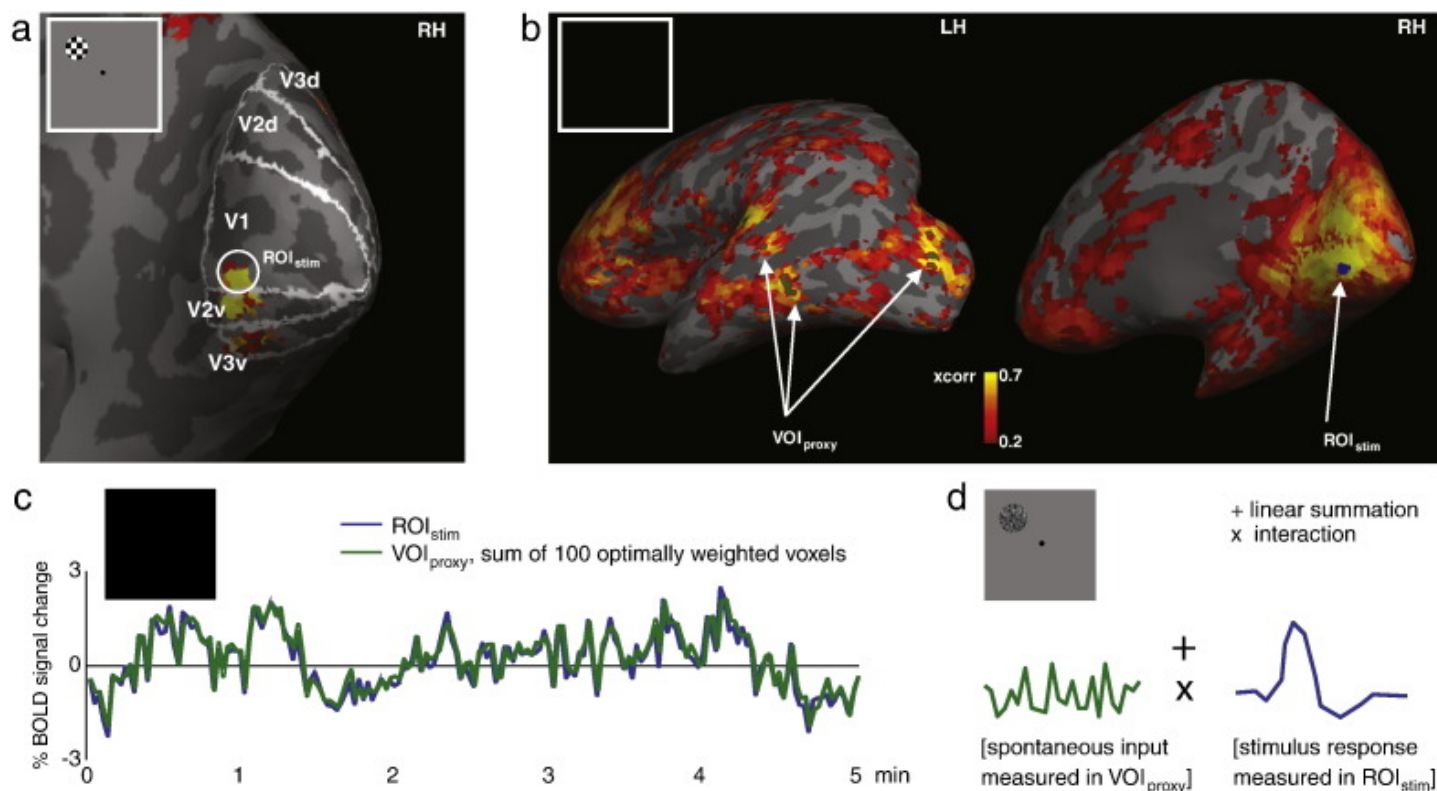 a
RH
V3d
V2d
V1
ROIstim
V2v
V3v
b
LH
RH
xcorr
0.7
0.2
VOIproxy
ROIstim
c
ROIstim
VOIproxy, sum of 100 optimally weighted voxels
% BOLD signal change
3
0
-3
0 1 2 3 4 5 min
d
+ linear summation
x interaction
+
x
[spontaneous input
measured in VOIproxy]
[stimulus response
measured in ROIstim]